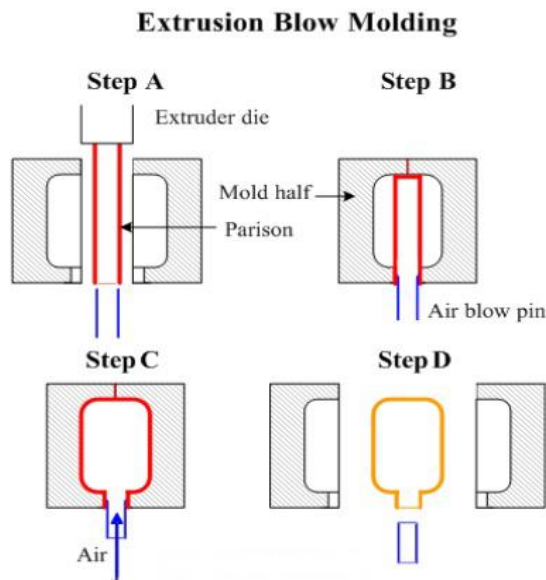 Extrusion Blow Molding
Step A
Step B
Extruder die
Mold half
Parison
Air blow pin
Step C
Step D
Air